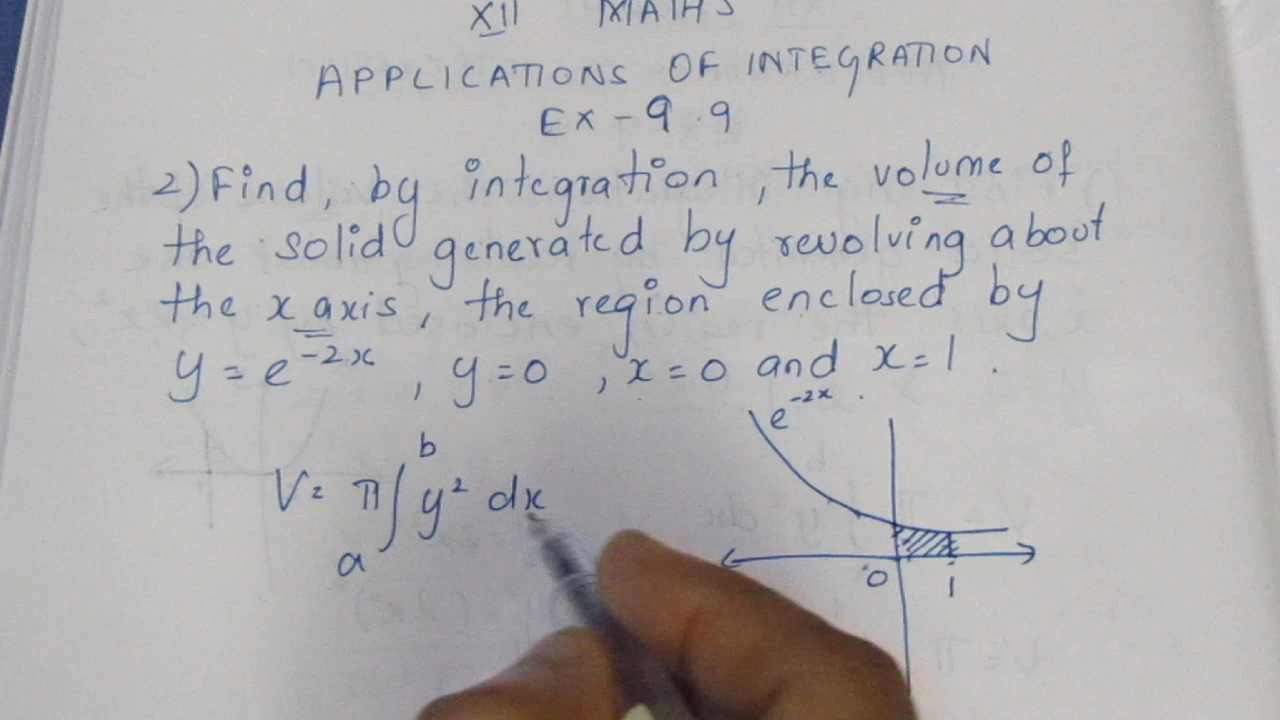 XII MATHS
APPLICATIONS OF INTEGRATION
EX - 9.9
2) Find, by integration, the volume of
the solid generated by revolving about
the x axis, the region enclosed by
y = e^-2x , y = 0 , x = 0 and x = 1 .
e^-2x .
b
V = π ∫ y² dx
a
0 1